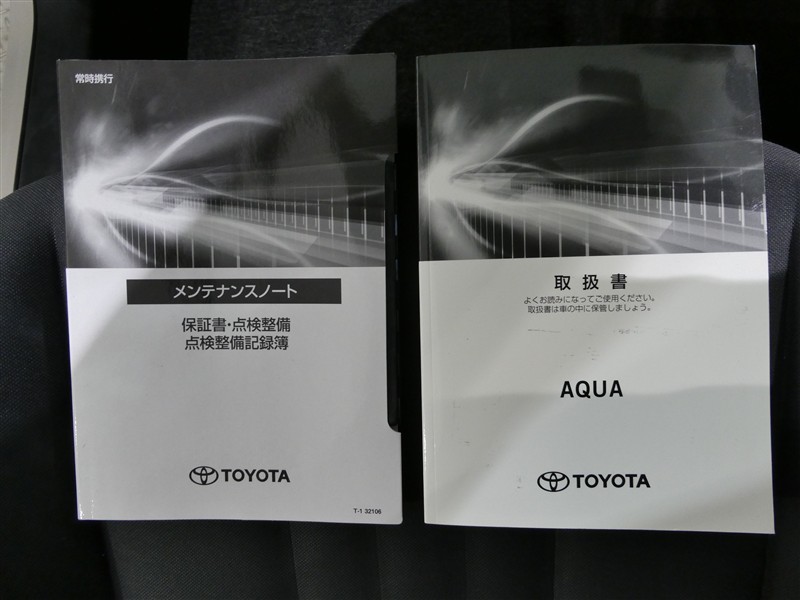 常時携行
メンテナンスノート
保証書・点検整備
点検整備記録簿
TOYOTA
T-1 32106
取扱書
よくお読みになってご使用ください。
取扱書は車の中に保管しましょう。
AQUA
TOYOTA